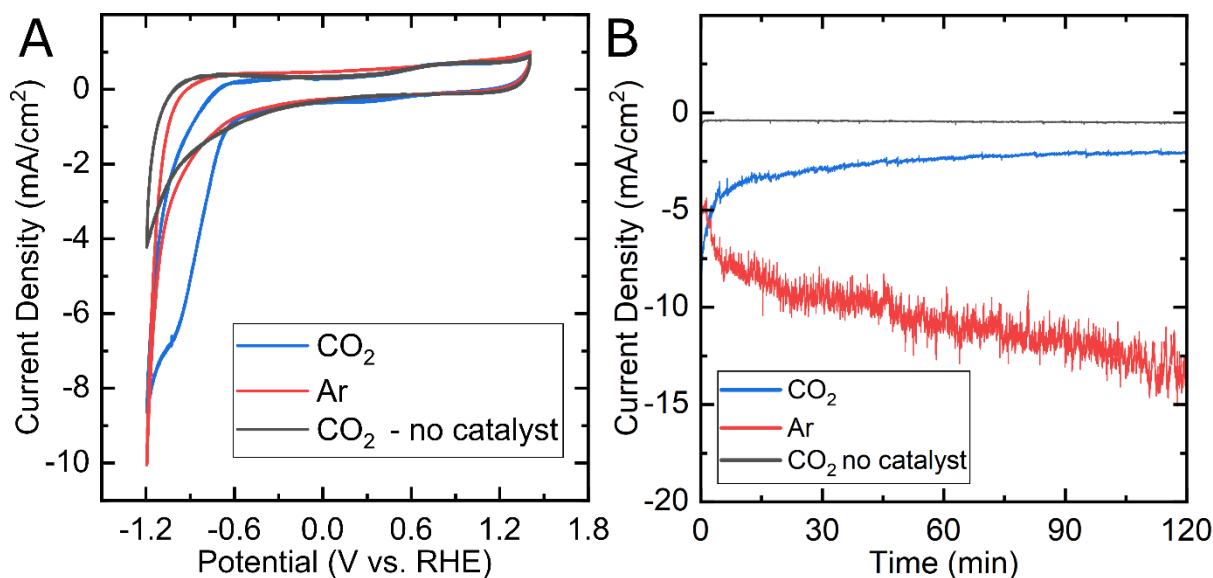 A
Current Density (mA/cm²)
0
-2
-4
-6
-8
-10
CO₂
Ar
CO₂ - no catalyst
-1.2 -0.6 0.0 0.6 1.2 1.8
Potential (V vs. RHE)
B
Current Density (mA/cm²)
0
-5
-10
-15
-20
CO₂
Ar
CO₂ no catalyst
0 30 60 90 120
Time (min)